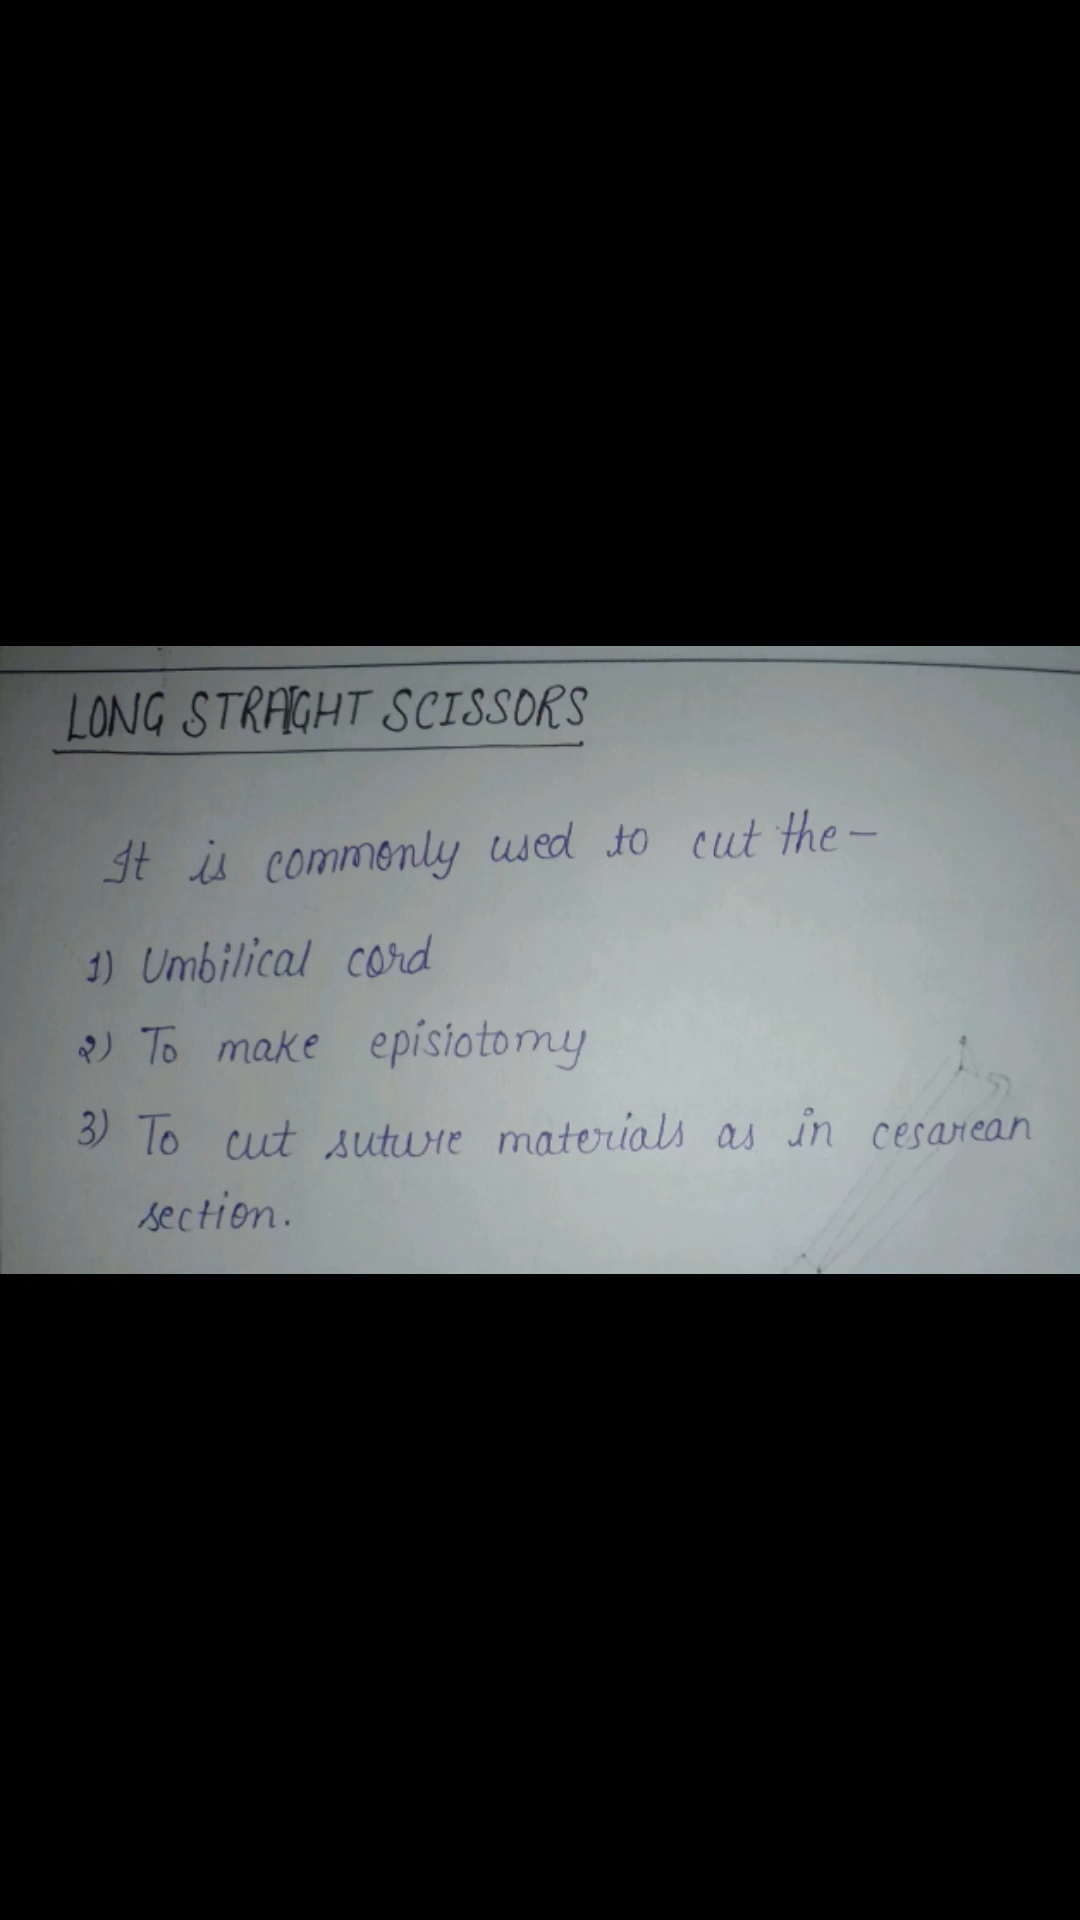 LONG STRAIGHT SCISSORS
It is commonly used to cut the -
1) Umbilical cord
2) To make episiotomy
3) To cut suture materials as in cesarean
section.